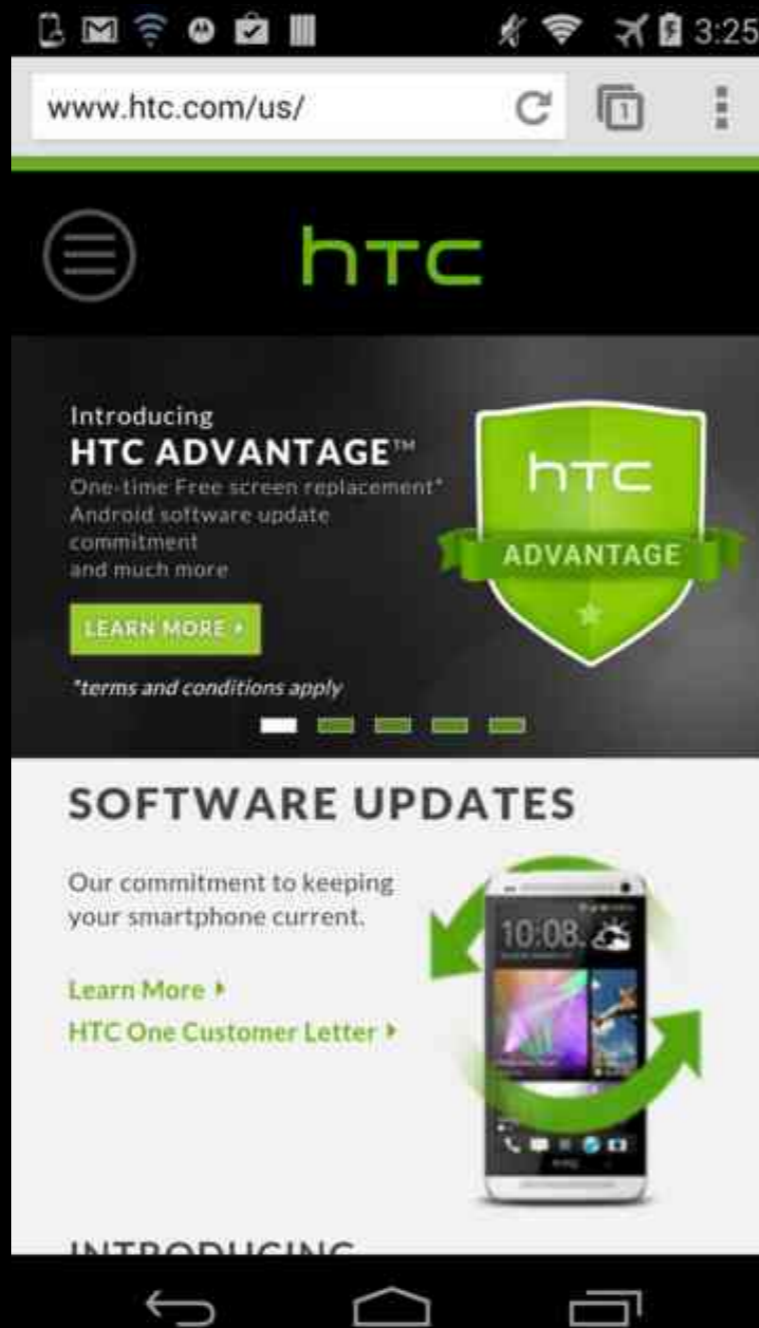 3:25
www.htc.com/us/
1
hTC
Introducing
HTC ADVANTAGE™
One-time Free screen replacement*
Android software update
commitment
and much more
hTC
ADVANTAGE
LEARN MORE
*terms and conditions apply
SOFTWARE UPDATES
Our commitment to keeping
your smartphone current.
Learn More
HTC One Customer Letter
10:08
INTRODUCING